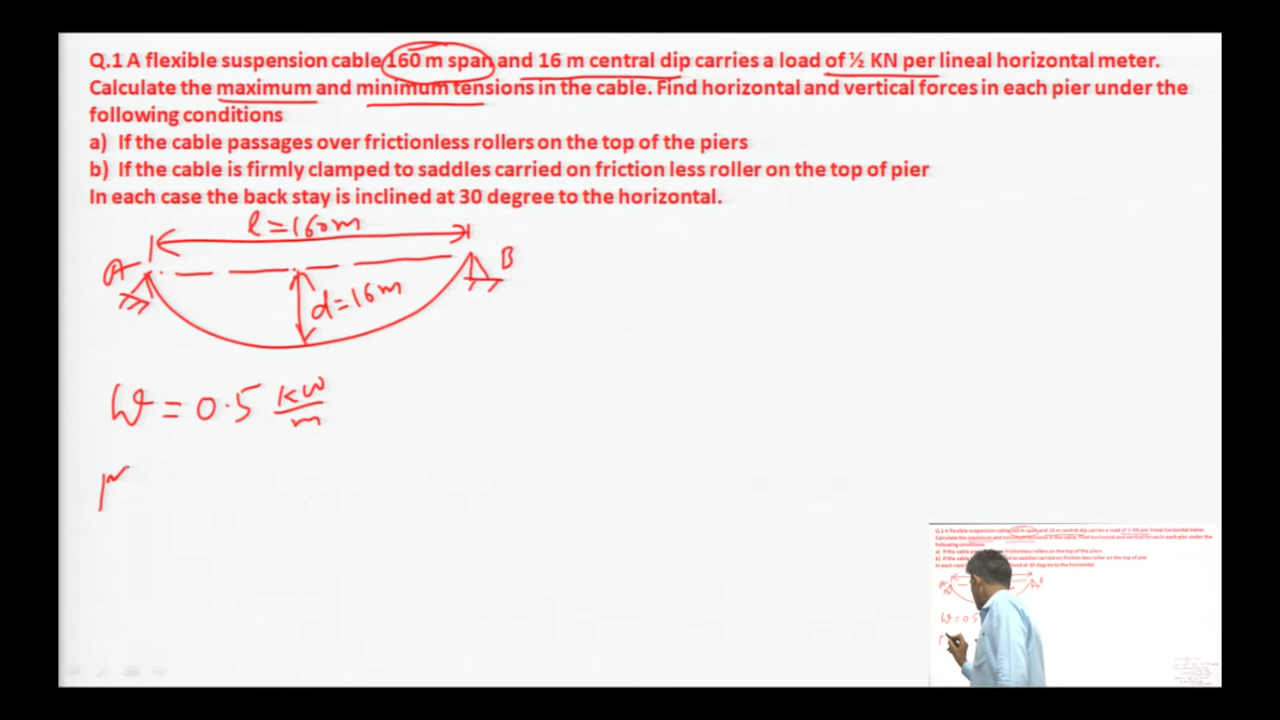 Q.1 A flexible suspension cable 160 m span and 16 m central dip carries a load of ½ KN per lineal horizontal meter.
Calculate the maximum and minimum tensions in the cable. Find horizontal and vertical forces in each pier under the
following conditions
a) If the cable passages over frictionless rollers on the top of the piers
b) If the cable is firmly clamped to saddles carried on friction less roller on the top of pier
In each case the back stay is inclined at 30 degree to the horizontal.
l = 160m
A
B
d = 16m
W = 0.5 KN/m